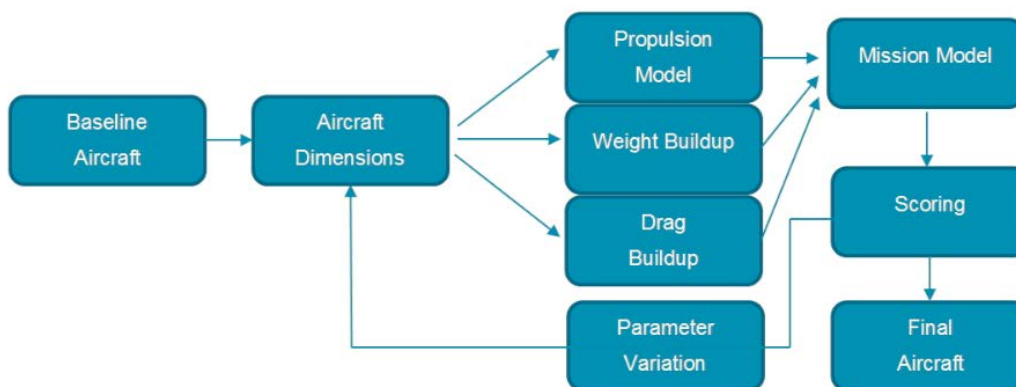 Baseline
Aircraft
Aircraft
Dimensions
Propulsion
Model
Weight Buildup
Drag
Buildup
Parameter
Variation
Mission Model
Scoring
Final
Aircraft